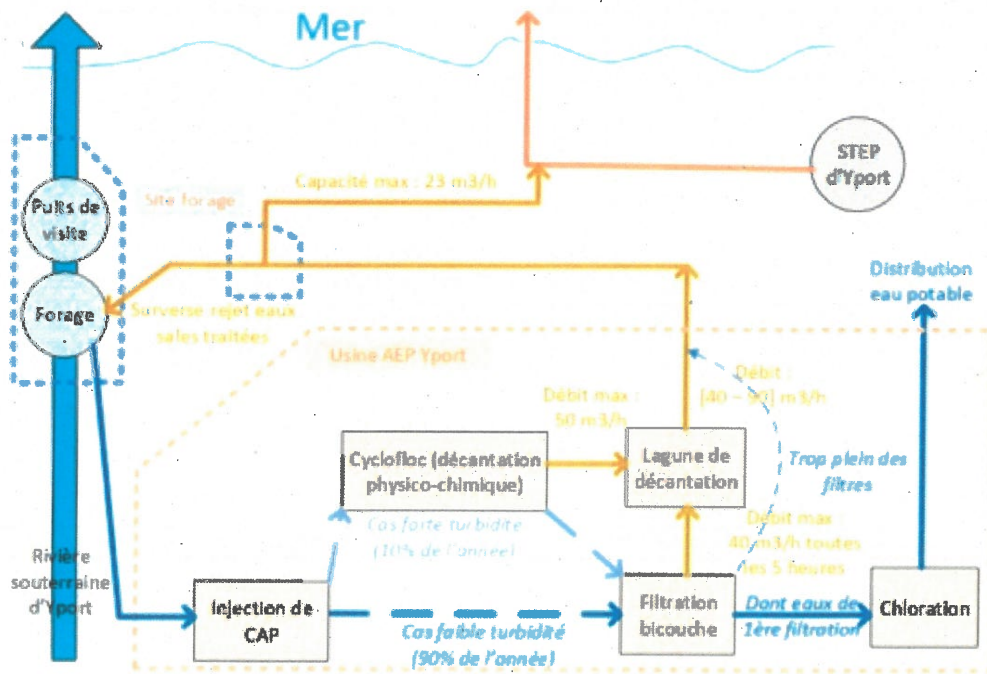 Mer
STEP
d'Yport
Capacité max : 23 m3/h
Puits de
visite
Site forage
Distribution
eau potable
Forage
Surverse rejet eaux
sales traitées
Usine AEP Yport
Débit :
[40 – 90] m3/h
Débit max :
50 m3/h
Cyclofloc (décantation
physico-chimique)
Lagune de
décantation
Trop plein des
filtres
Cas forte turbidité
(10% de l'année)
Débit max :
40 m3/h toutes
les 5 heures
Rivière
souterraine
d'Yport
Injection de
CAP
Filtration
bicouche
Dont eaux de
1ère filtration
Chloration
Cas faible turbidité
(90% de l'année)